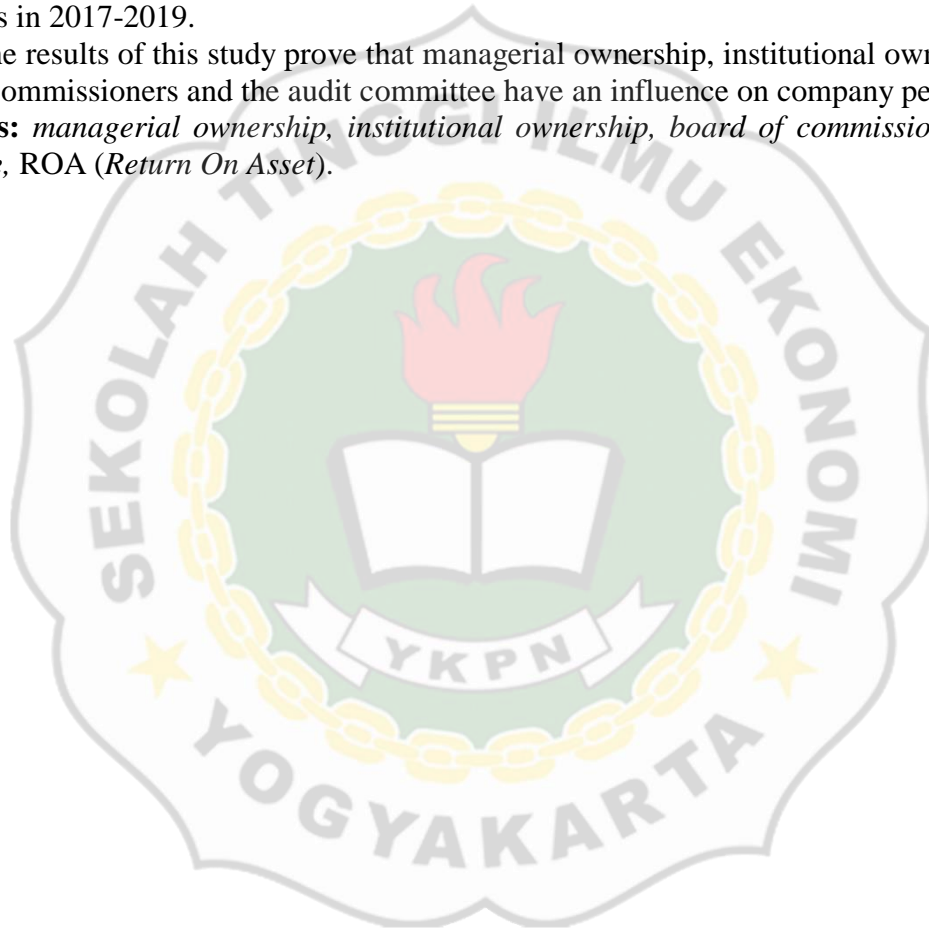 s in 2017-2019.
e results of this study prove that managerial ownership, institutional own
ommissioners and the audit committee have an influence on company pe
s: managerial ownership, institutional ownership, board of commissio
, ROA (Return On Asset).
SEKOLAH TINGGI ILMU EKONOMI
YKPN
YOGYAKARTA